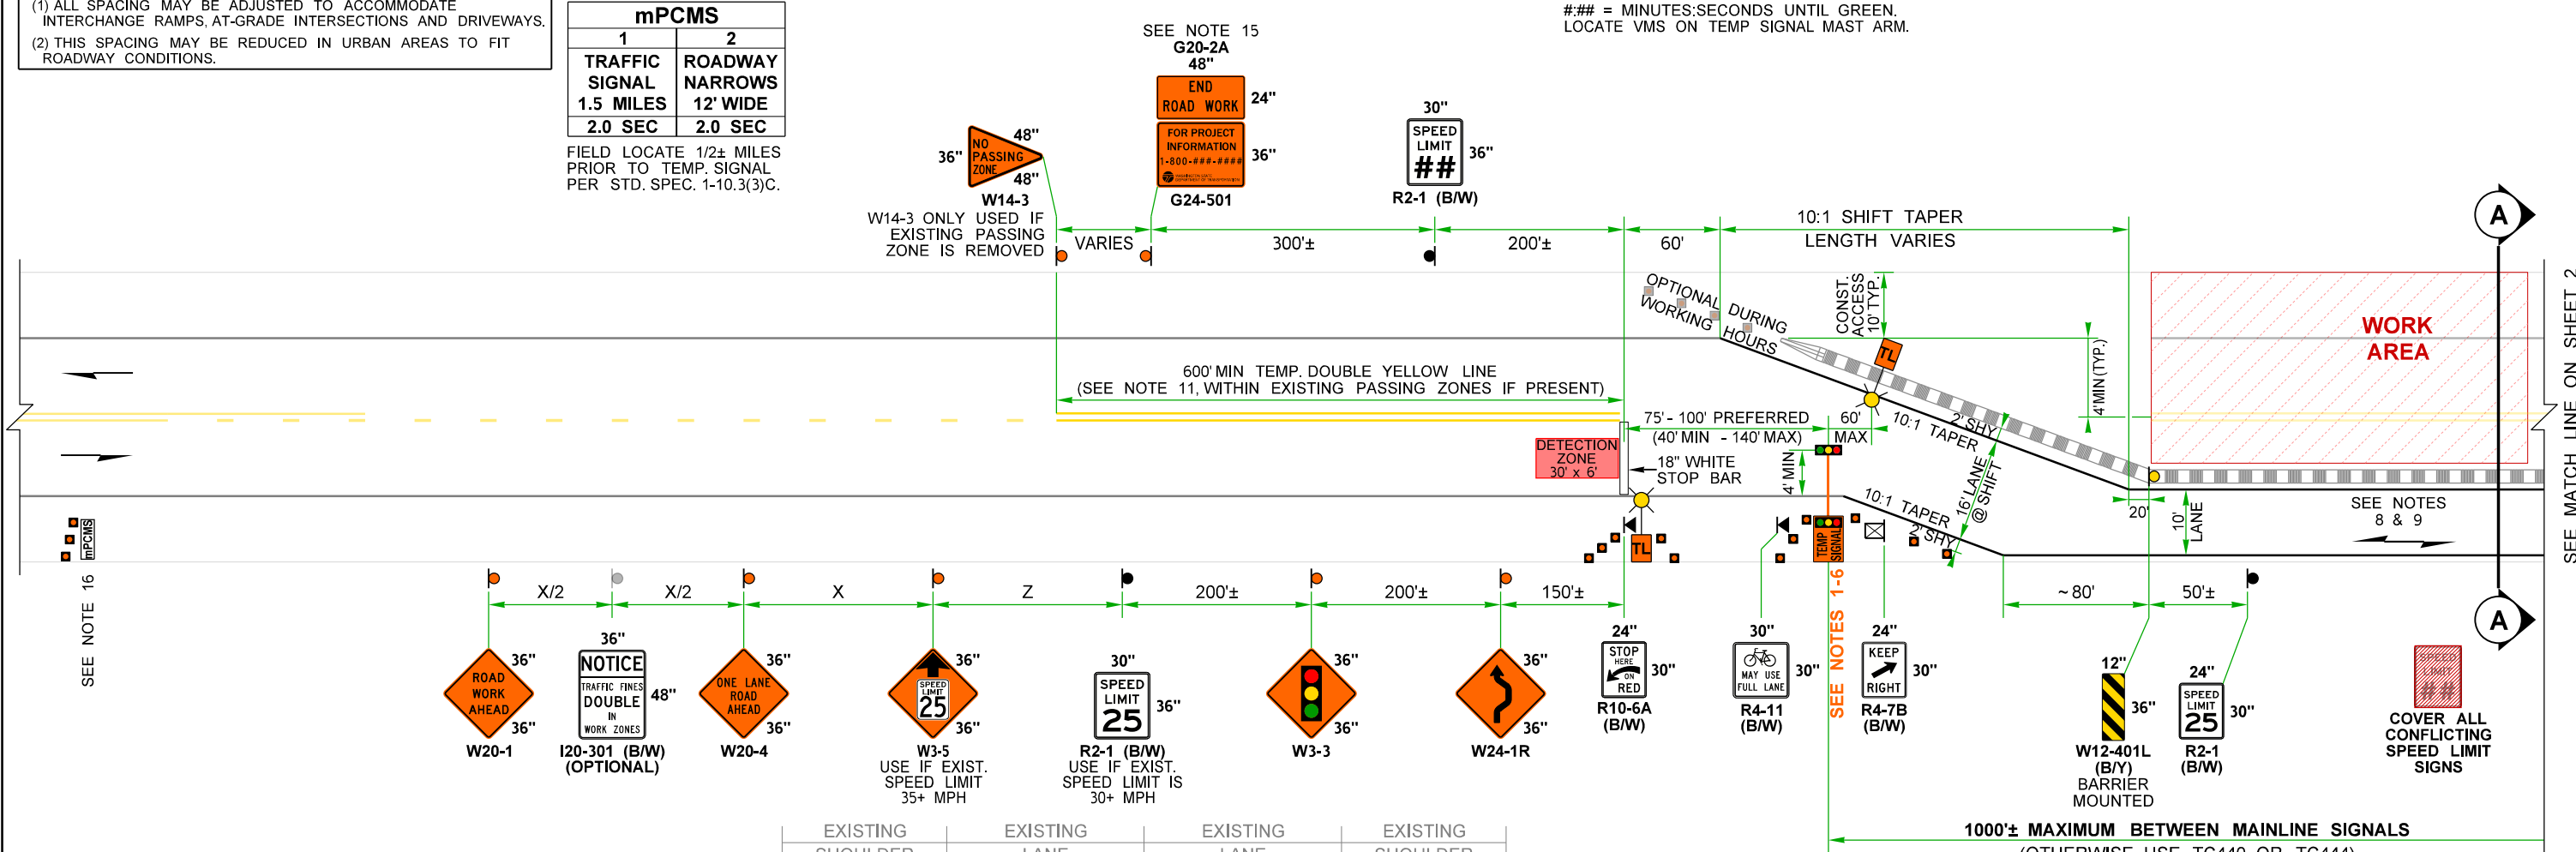 (1) ALL SPACING MAY BE ADJUSTED TO ACCOMMODATE
INTERCHANGE RAMPS, AT-GRADE INTERSECTIONS AND DRIVEWAYS.
(2) THIS SPACING MAY BE REDUCED IN URBAN AREAS TO FIT
ROADWAY CONDITIONS.
mPCMS
1 2
TRAFFIC ROADWAY
SIGNAL NARROWS
1.5 MILES 12' WIDE
2.0 SEC 2.0 SEC
FIELD LOCATE 1/2± MILES
PRIOR TO TEMP. SIGNAL
PER STD. SPEC. 1-10.3(3)C.
#:## = MINUTES:SECONDS UNTIL GREEN.
LOCATE VMS ON TEMP SIGNAL MAST ARM.
SEE NOTE 15
G20-2A
48"
END
ROAD WORK
24"
FOR PROJECT
INFORMATION
1-800-###-####
36"
G24-501
NO
PASSING
ZONE
36"
48"
48"
W14-3
W14-3 ONLY USED IF
EXISTING PASSING
ZONE IS REMOVED
30"
SPEED
LIMIT
##
36"
R2-1 (B/W)
VARIES
300'±
200'±
60'
10:1 SHIFT TAPER
LENGTH VARIES
A
OPTIONAL DURING
WORKING HOURS
CONST.
ACCESS
10' TYP.
TL
4' MIN (TYP.)
WORK
AREA
SEE MATCH LINE ON SHEET 2
600' MIN TEMP. DOUBLE YELLOW LINE
(SEE NOTE 11, WITHIN EXISTING PASSING ZONES IF PRESENT)
75' - 100' PREFERRED
(40' MIN - 140' MAX)
60'
MAX
10:1 TAPER
2' SHY
DETECTION
ZONE
30' x 6'
18" WHITE
STOP BAR
4' MIN
16' LANE
@ SHIFT
10:1 TAPER
2' SHY
20'
10'
LANE
SEE NOTES
8 & 9
mPCMS
SEE NOTE 16
TL
TEMP
SIGNAL
SEE NOTES 1-6
X/2
X/2
X
Z
200'±
200'±
150'±
~80'
50'±
A
ROAD
WORK
AHEAD
36"
36"
W20-1
36"
NOTICE
TRAFFIC FINES
DOUBLE
IN
WORK ZONES
48"
I20-301 (B/W)
(OPTIONAL)
ONE LANE
ROAD
AHEAD
36"
36"
W20-4
SPEED
LIMIT
25
36"
36"
W3-5
USE IF EXIST.
SPEED LIMIT
35+ MPH
30"
SPEED
LIMIT
25
36"
R2-1 (B/W)
USE IF EXIST.
SPEED LIMIT IS
30+ MPH
36"
36"
W3-3
36"
36"
W24-1R
24"
STOP
HERE
ON
RED
30"
R10-6A
(B/W)
30"
MAY USE
FULL LANE
30"
R4-11
(B/W)
24"
KEEP
RIGHT
30"
R4-7B
(B/W)
12"
36"
W12-401L
(B/Y)
BARRIER
MOUNTED
24"
SPEED
LIMIT
25
30"
R2-1
(B/W)
SPEED
LIMIT
##
COVER ALL
CONFLICTING
SPEED LIMIT
SIGNS
EXISTING EXISTING EXISTING EXISTING
SHOULDER LANE LANE SHOULDER
1000'± MAXIMUM BETWEEN MAINLINE SIGNALS
(OTHERWISE USE TC440 OR TC444)